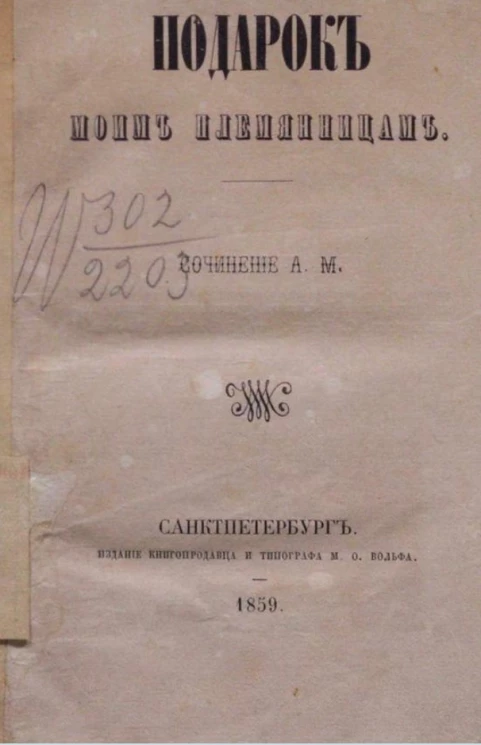 ПОДАРОКЪ
МОИМЪ ПЛЕМЯННИЦАМЪ.
W 302
2203
СОЧИНЕНІЕ А. М.
САНКТПЕТЕРБУРГЪ.
ИЗДАНІЕ КНИГОПРОДАВЦА И ТИПОГРАФА М. О. ВОЛЬФА.
1859.